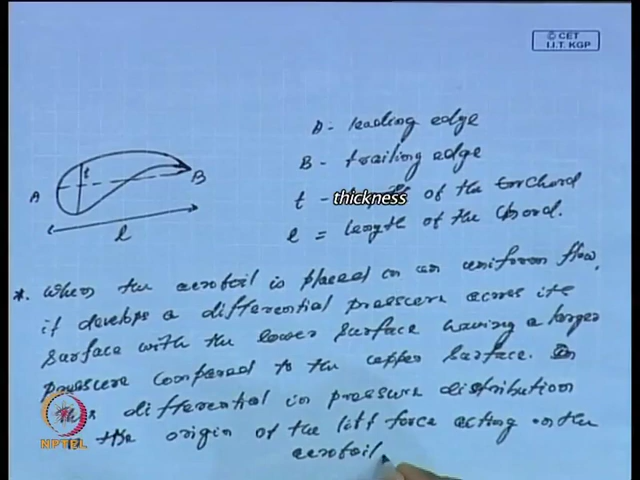 © CET
I.I.T. KGP
A - leading edge
B - trailing edge
t - thickness of the
l = length of the chord.
A
t
B
l
*. When the aerofoil is placed in an uniform flow,
it develops a differential pressure across its
surface with the lower surface having a larger
pressure compared to the upper surface.
differential in pressure distribution
is the origin of the lift force acting on the
aerofoil
NPTEL